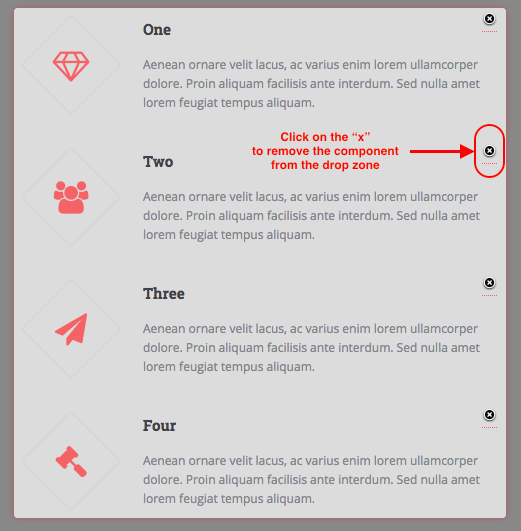 One
Aenean ornare velit lacus, ac varius enim lorem ullamcorper
dolore. Proin aliquam facilisis ante interdum. Sed nulla amet
lorem feugiat tempus aliquam.
Click on the “x”
to remove the component
from the drop zone
Two
Aenean ornare velit lacus, ac varius enim lorem ullamcorper
dolore. Proin aliquam facilisis ante interdum. Sed nulla amet
lorem feugiat tempus aliquam.
Three
Aenean ornare velit lacus, ac varius enim lorem ullamcorper
dolore. Proin aliquam facilisis ante interdum. Sed nulla amet
lorem feugiat tempus aliquam.
Four
Aenean ornare velit lacus, ac varius enim lorem ullamcorper
dolore. Proin aliquam facilisis ante interdum. Sed nulla amet
lorem feugiat tempus aliquam.